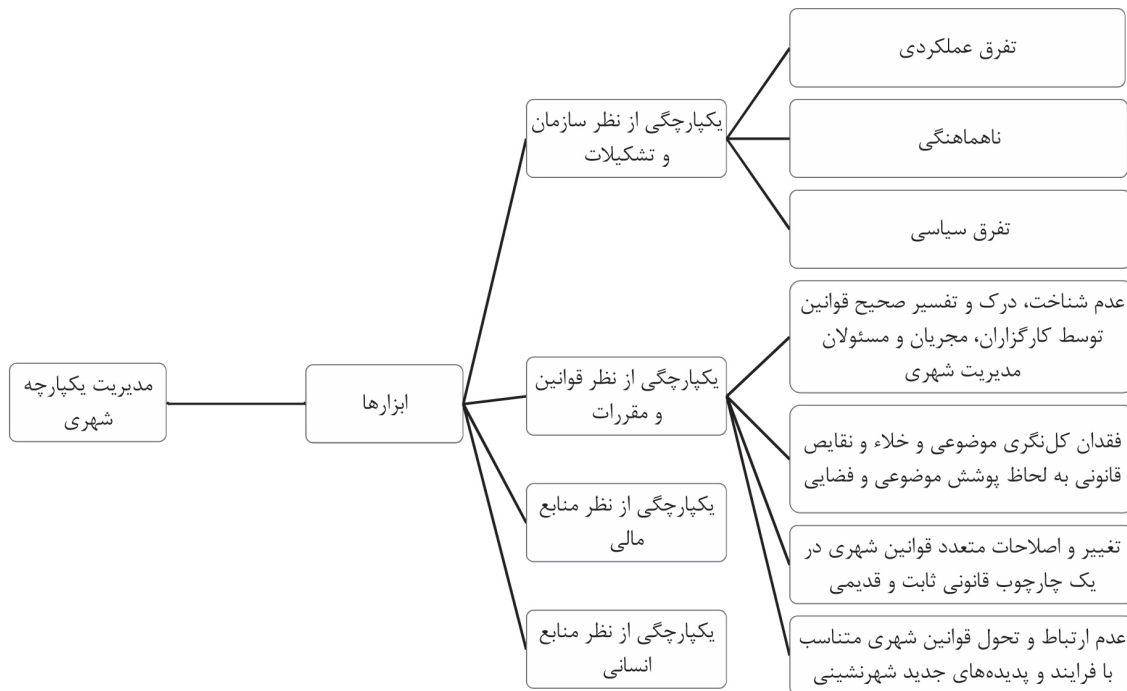 مدیریت یکپارچه
شهری
ابزارها
یکپارچگی از نظر سازمان
و تشکیلات
تفرق عملکردی
ناهماهنگی
تفرق سیاسی
یکپارچگی از نظر قوانین
و مقررات
عدم شناخت، درک و تفسیر صحیح قوانین
توسط کارگزاران، مجریان و مسئولان
مدیریت شهری
فقدان کل‌نگری موضوعی و خلاء و نقایص
قانونی به لحاظ پوشش موضوعی و فضایی
تغییر و اصلاحات متعدد قوانین شهری در
یک چارچوب قانونی ثابت و قدیمی
عدم ارتباط و تحول قوانین شهری متناسب
با فرایند و پدیده‌های جدید شهرنشینی
یکپارچگی از نظر منابع
مالی
یکپارچگی از نظر منابع
انسانی